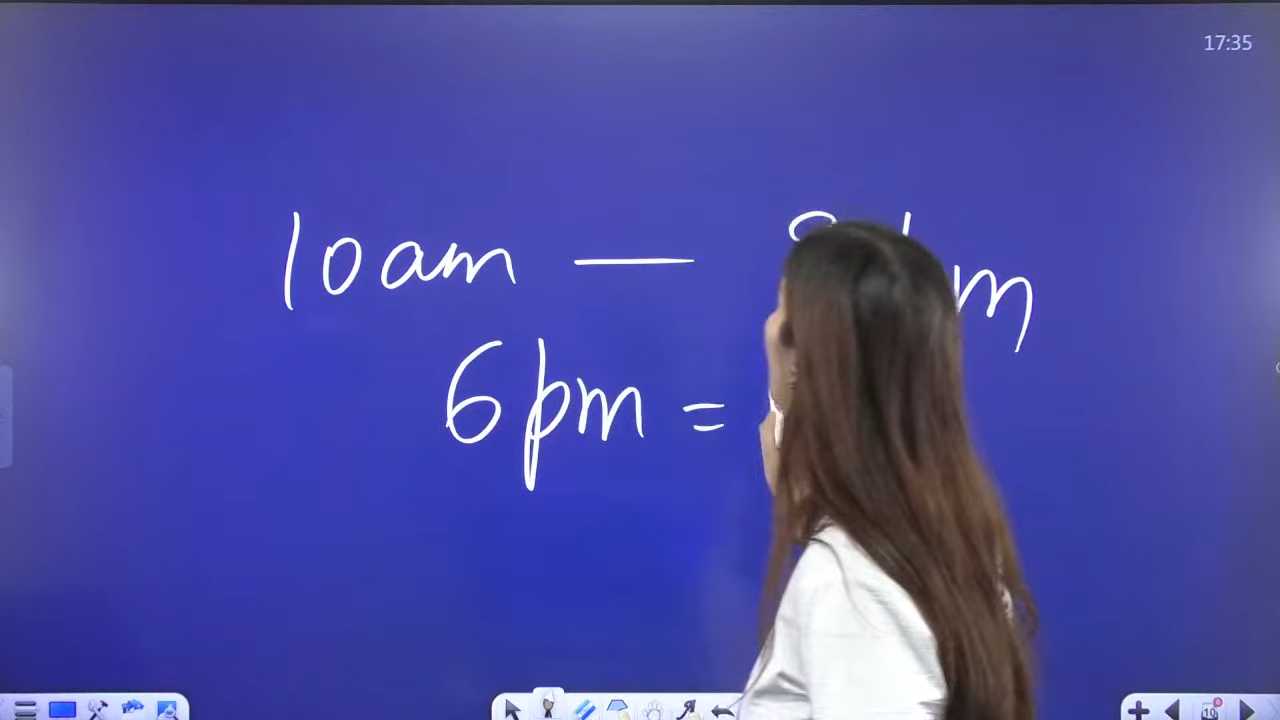 17:35
10am —
6pm =